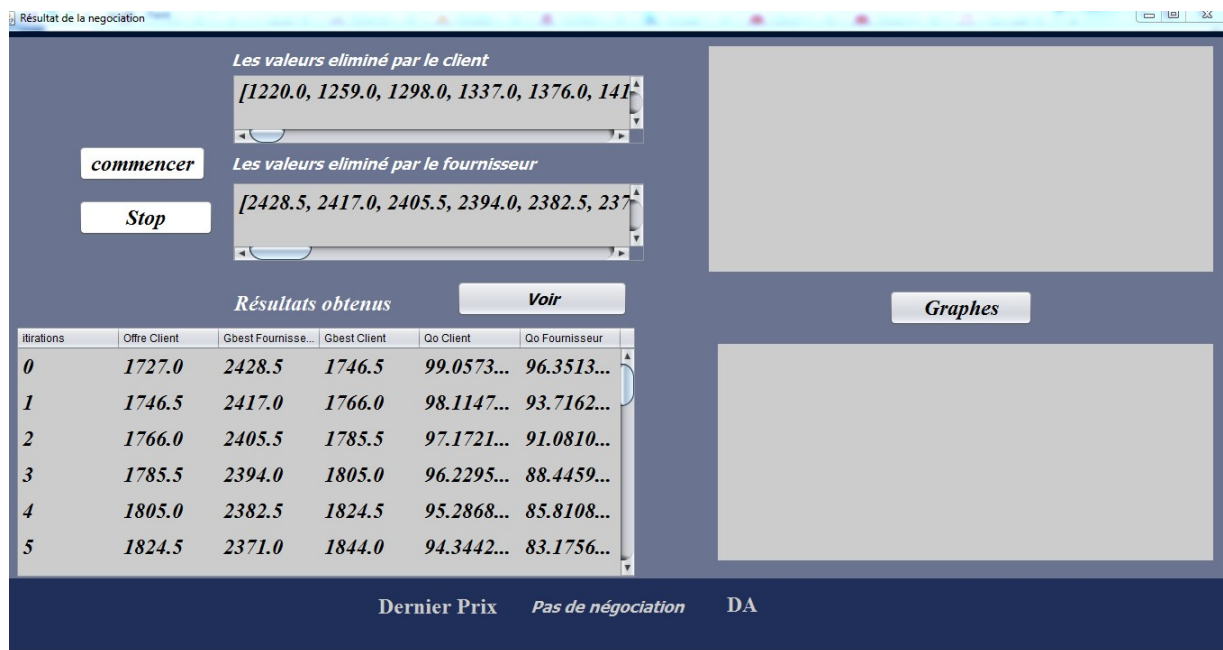 Résultat de la negociation
Les valeurs eliminé par le client
[1220.0, 1259.0, 1298.0, 1337.0, 1376.0, 141
commencer
Les valeurs eliminé par le fournisseur
Stop
[2428.5, 2417.0, 2405.5, 2394.0, 2382.5, 237
Résultats obtenus
Voir
Graphes
itirations Offre Client Gbest Fournisse... Gbest Client Qo Client Qo Fournisseur
0 1727.0 2428.5 1746.5 99.0573... 96.3513...
1 1746.5 2417.0 1766.0 98.1147... 93.7162...
2 1766.0 2405.5 1785.5 97.1721... 91.0810...
3 1785.5 2394.0 1805.0 96.2295... 88.4459...
4 1805.0 2382.5 1824.5 95.2868... 85.8108...
5 1824.5 2371.0 1844.0 94.3442... 83.1756...
Dernier Prix Pas de négociation DA